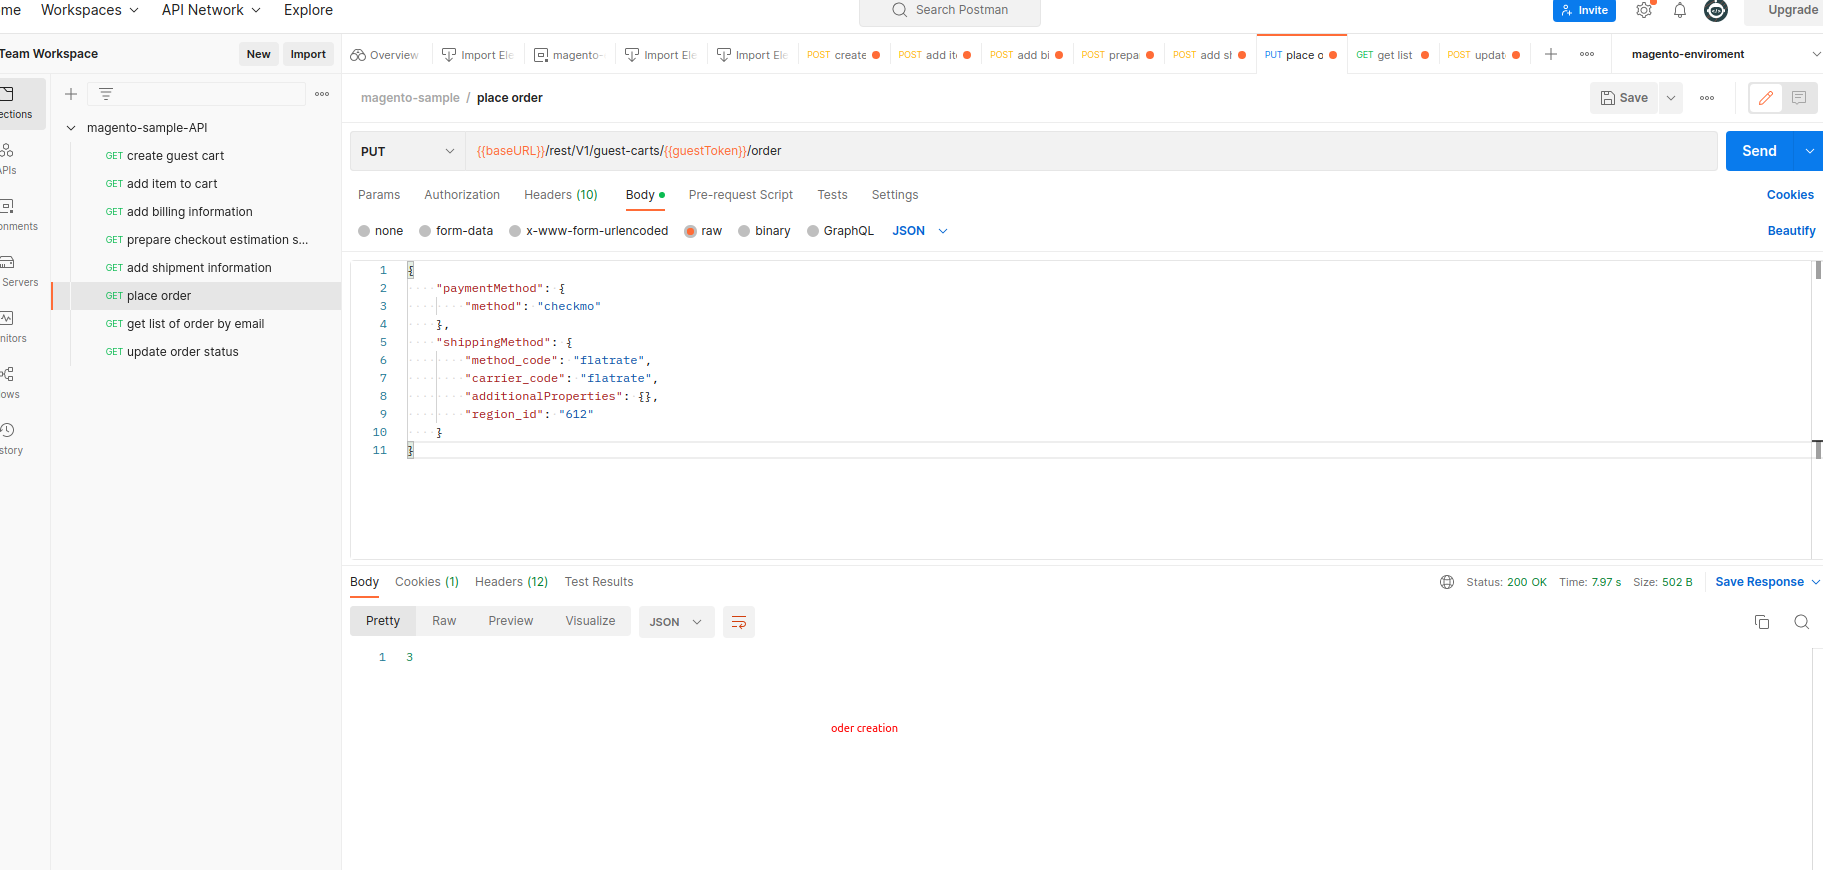 me Workspaces API Network Explore Search Postman Invite Upgrade
Team Workspace New Import Overview Import Ele magento- Import Ele Import Ele POST create POST add it POST add bi POST prepa POST add sl PUT place o GET get list POST updat magento-enviroment
ections
magento-sample / place order Save
magento-sample-API
PUT {{baseURL}}/rest/V1/guest-carts/{{guestToken}}/order Send
GET create guest cart
APIs
GET add item to cart
Params Authorization Headers (10) Body Pre-request Script Tests Settings Cookies
GET add billing information
onments
none form-data x-www-form-urlencoded raw binary GraphQL JSON Beautify
GET prepare checkout estimation s...
GET add shipment information
Servers
GET place order
GET get list of order by email
nitors
GET update order status
ows
story
1 {
2 "paymentMethod": {
3 "method": "checkmo"
4 },
5 "shippingMethod": {
6 "method_code": "flatrate",
7 "carrier_code": "flatrate",
8 "additionalProperties": {},
9 "region_id": "612"
10 }
11 }
Body Cookies (1) Headers (12) Test Results Status: 200 OK Time: 7.97 s Size: 502 B Save Response
Pretty Raw Preview Visualize JSON
1 3
oder creation